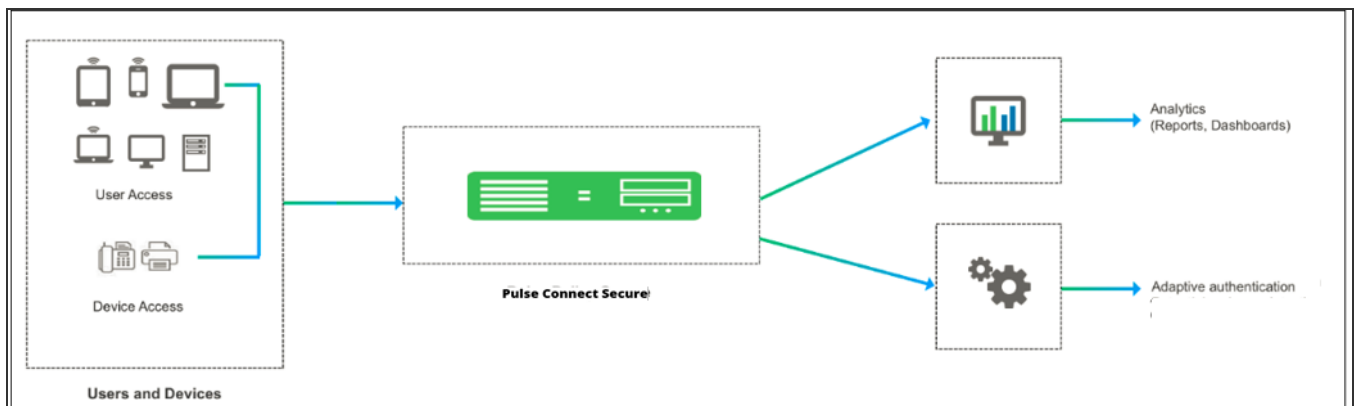 User Access
Device Access
Users and Devices
Pulse Connect Secure
Analytics
(Reports, Dashboards)
Adaptive authentication